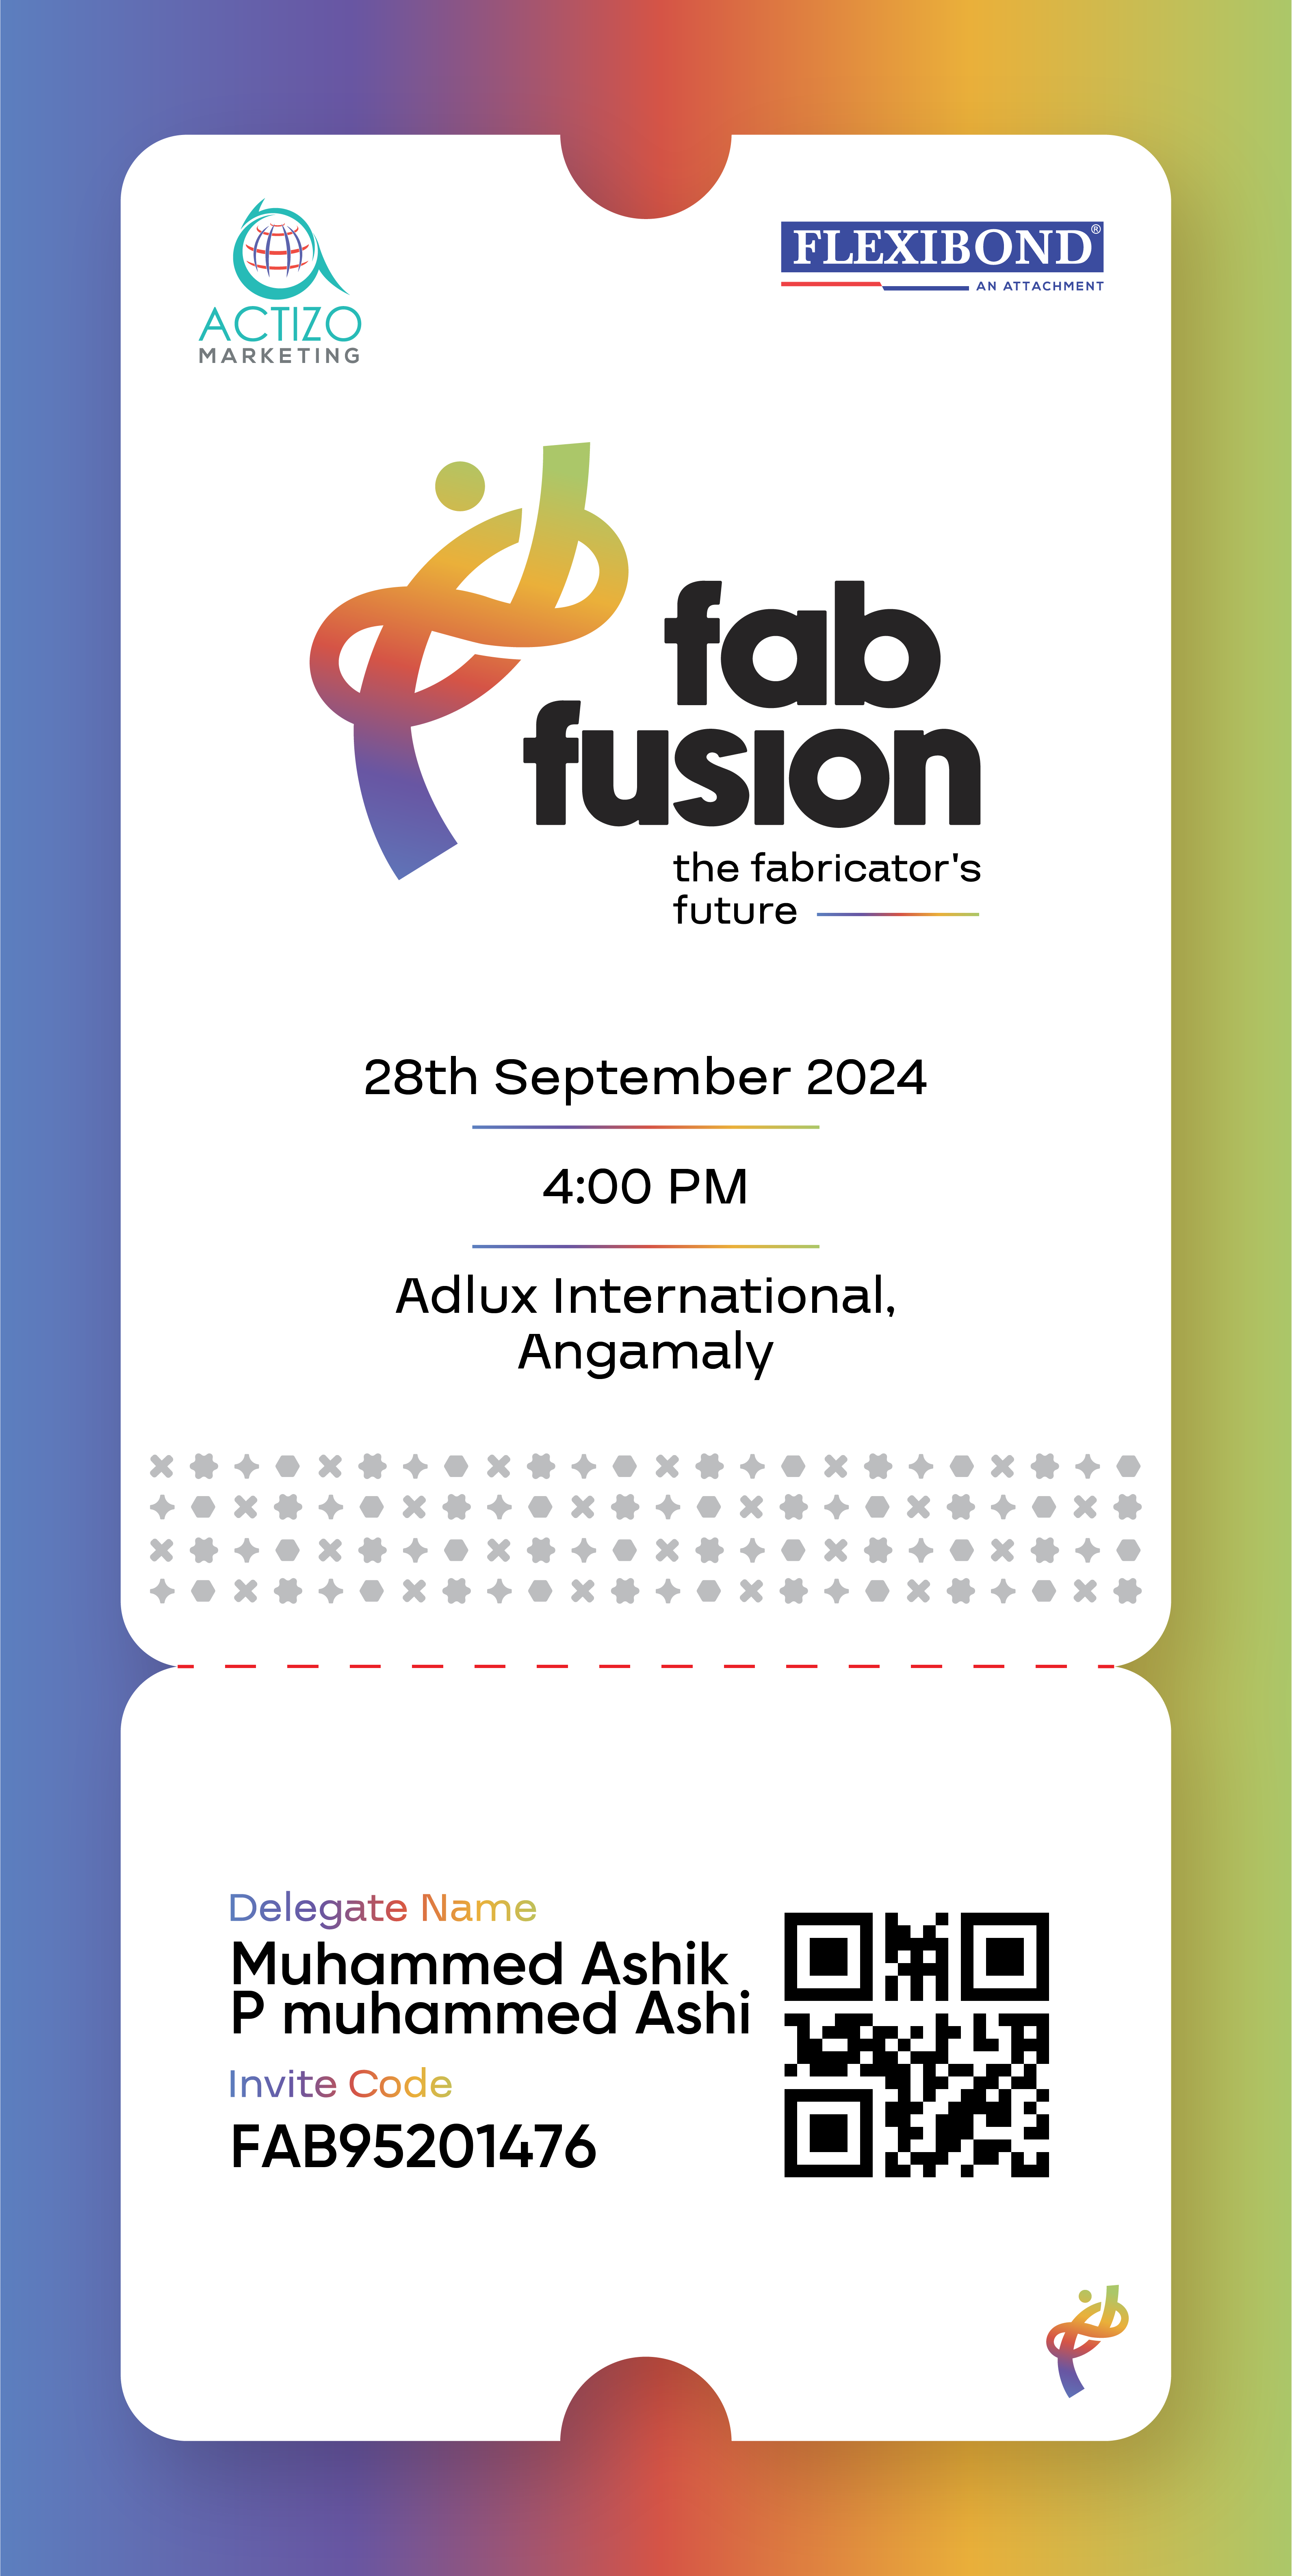 ACTIZO
MARKETING
FLEXIBOND®
AN ATTACHMENT
fab
fusion
the fabricator's
future
28th September 2024
4:00 PM
Adlux International,
Angamaly
Delegate Name
Muhammed Ashik
P muhammed Ashi
Invite Code
FAB95201476